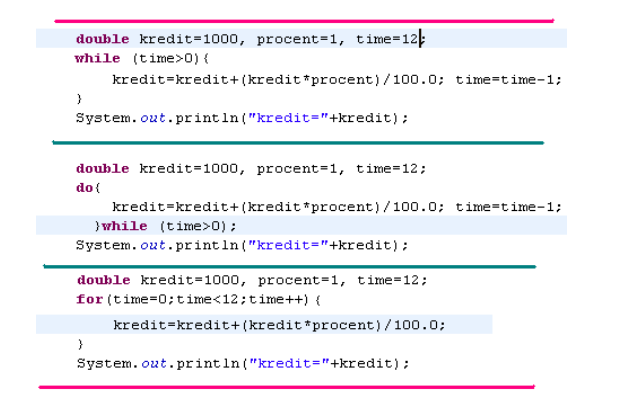 double kredit=1000, procent=1, time=12;
while (time>0){
kredit=kredit+(kredit*procent)/100.0; time=time-1;
}
System.out.println("kredit="+kredit);
double kredit=1000, procent=1, time=12;
do{
kredit=kredit+(kredit*procent)/100.0; time=time-1;
}while (time>0);
System.out.println("kredit="+kredit);
double kredit=1000, procent=1, time=12;
for(time=0;time<12;time++){
kredit=kredit+(kredit*procent)/100.0;
}
System.out.println("kredit="+kredit);